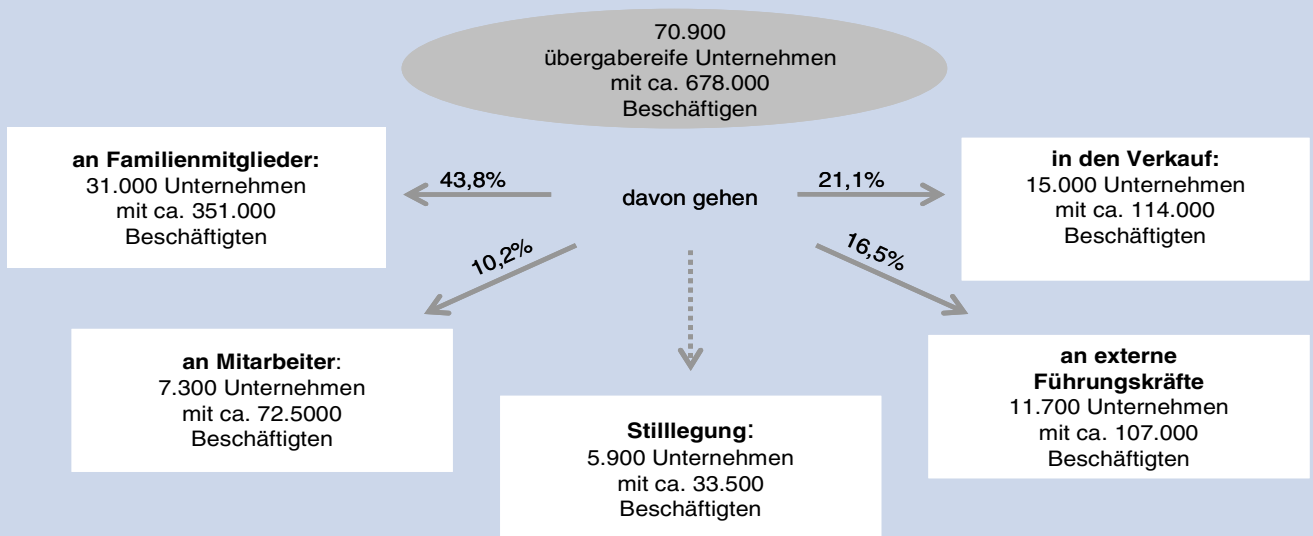 70.900
übergabereife Unternehmen
mit ca. 678.000
Beschäftigen
an Familienmitglieder:
31.000 Unternehmen
mit ca. 351.000
Beschäftigten
43,8%
davon gehen
21,1%
in den Verkauf:
15.000 Unternehmen
mit ca. 114.000
Beschäftigten
10,2%
16,5%
an Mitarbeiter:
7.300 Unternehmen
mit ca. 72.5000
Beschäftigten
Stilllegung:
5.900 Unternehmen
mit ca. 33.500
Beschäftigten
an externe
Führungskräfte
11.700 Unternehmen
mit ca. 107.000
Beschäftigten